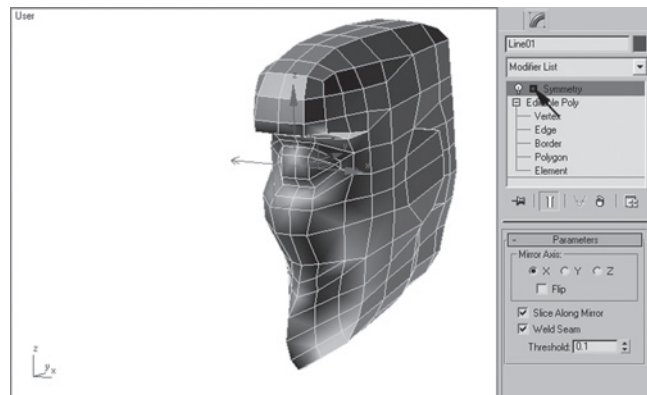 User
Line01
Modifier List
Symmetry
Editable Poly
Vertex
Edge
Border
Polygon
Element
- Parameters
Mirror Axis:
X Y Z
Flip
Slice Along Mirror
Weld Seam
Threshold: 0.1
z
z
y x